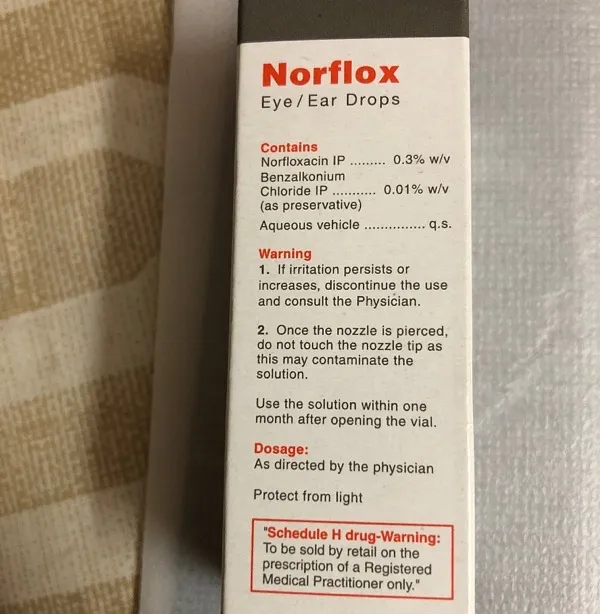 Norflox
Eye / Ear Drops
Contains
Norfloxacin IP ......... 0.3% w/v
Benzalkonium
Chloride IP ........... 0.01% w/v
(as preservative)
Aqueous vehicle ............... q.s.
Warning
1. If irritation persists or
increases, discontinue the use
and consult the Physician.
2. Once the nozzle is pierced,
do not touch the nozzle tip as
this may contaminate the
solution.
Use the solution within one
month after opening the vial.
Dosage:
As directed by the physician
Protect from light
"Schedule H drug-Warning:
To be sold by retail on the
prescription of a Registered
Medical Practitioner only."